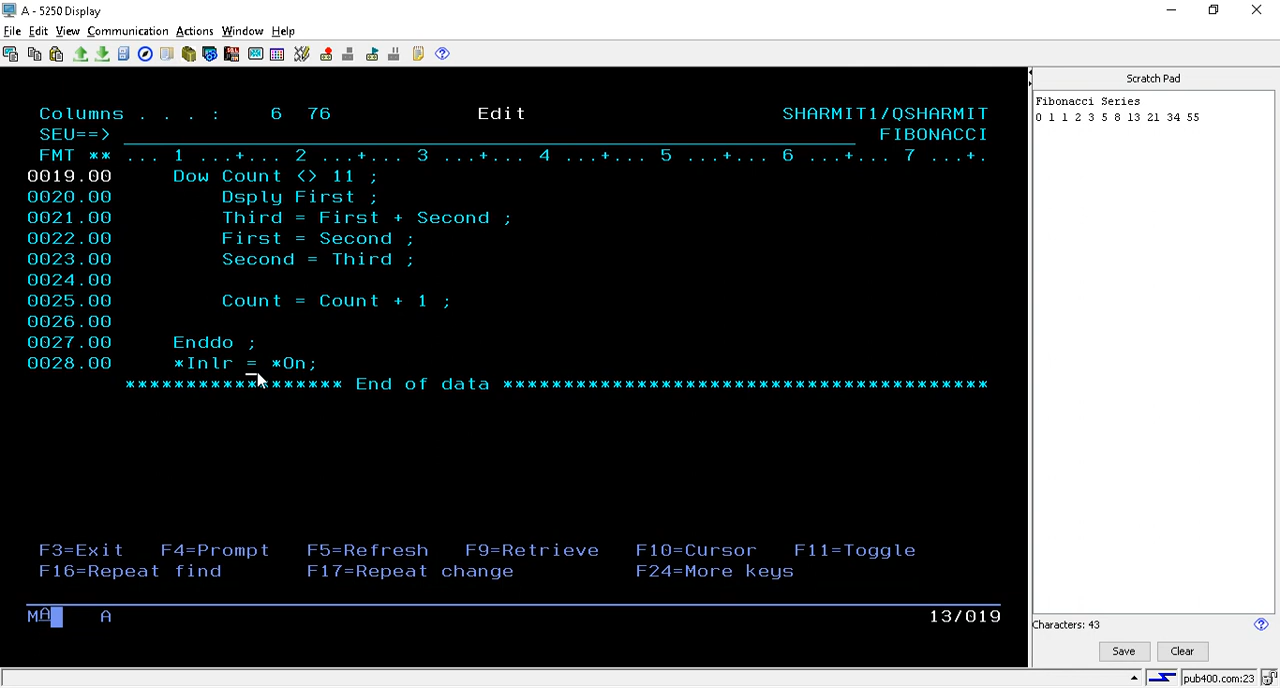 A - 5250 Display
File Edit View Communication Actions Window Help
Columns . . . : 6 76 Edit SHARMIT1/QSHARMIT
SEU==> FIBONACCI
FMT ** ... 1 ...+... 2 ...+... 3 ...+... 4 ...+... 5 ...+... 6 ...+... 7 ...+.
0019.00 Dow Count <> 11 ;
0020.00 Dsply First ;
0021.00 Third = First + Second ;
0022.00 First = Second ;
0023.00 Second = Third ;
0024.00
0025.00 Count = Count + 1 ;
0026.00
0027.00 Enddo ;
0028.00 *Inlr = *On;
****************** End of data ****************************************
F3=Exit F4=Prompt F5=Refresh F9=Retrieve F10=Cursor F11=Toggle
F16=Repeat find F17=Repeat change F24=More keys
MA A 13/019
Scratch Pad
Fibonacci Series
0 1 1 2 3 5 8 13 21 34 55
Characters: 43
Save Clear
pub400.com:23